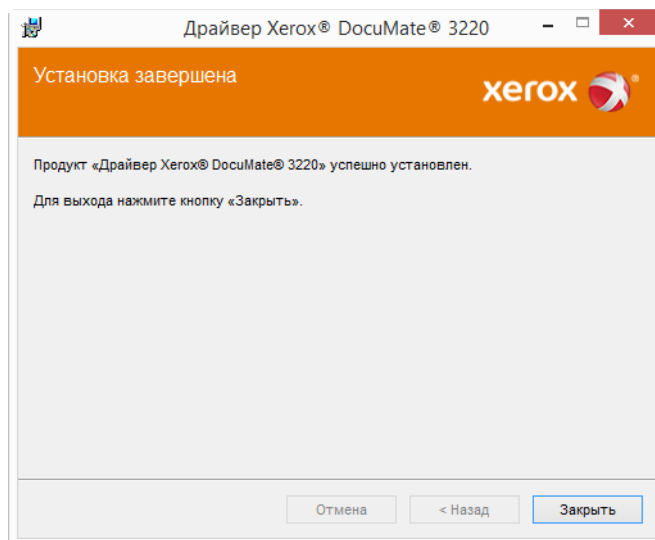 Драйвер Xerox® DocuMate® 3220
Установка завершена
xerox
Продукт «Драйвер Xerox® DocuMate® 3220» успешно установлен.
Для выхода нажмите кнопку «Закрыть».
Отмена
< Назад
Закрыть